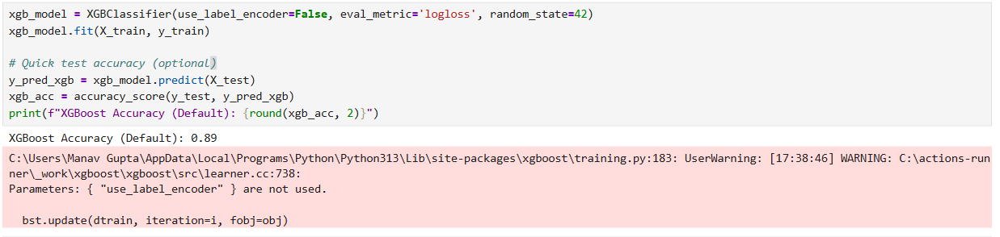 xgb_model = XGBClassifier(use_label_encoder=False, eval_metric='logloss', random_state=42)
xgb_model.fit(X_train, y_train)
# Quick test accuracy (optional)
y_pred_xgb = xgb_model.predict(X_test)
xgb_acc = accuracy_score(y_test, y_pred_xgb)
print(f"XGBoost Accuracy (Default): {round(xgb_acc, 2)}")
XGBoost Accuracy (Default): 0.89
C:\Users\Manav Gupta\AppData\Local\Programs\Python\Python313\Lib\site-packages\xgboost\training.py:183: UserWarning: [17:38:46] WARNING: C:\actions-run
ner\_work\xgboost\xgboost\src\learner.cc:738:
Parameters: { "use_label_encoder" } are not used.
bst.update(dtrain, iteration=i, fobj=obj)